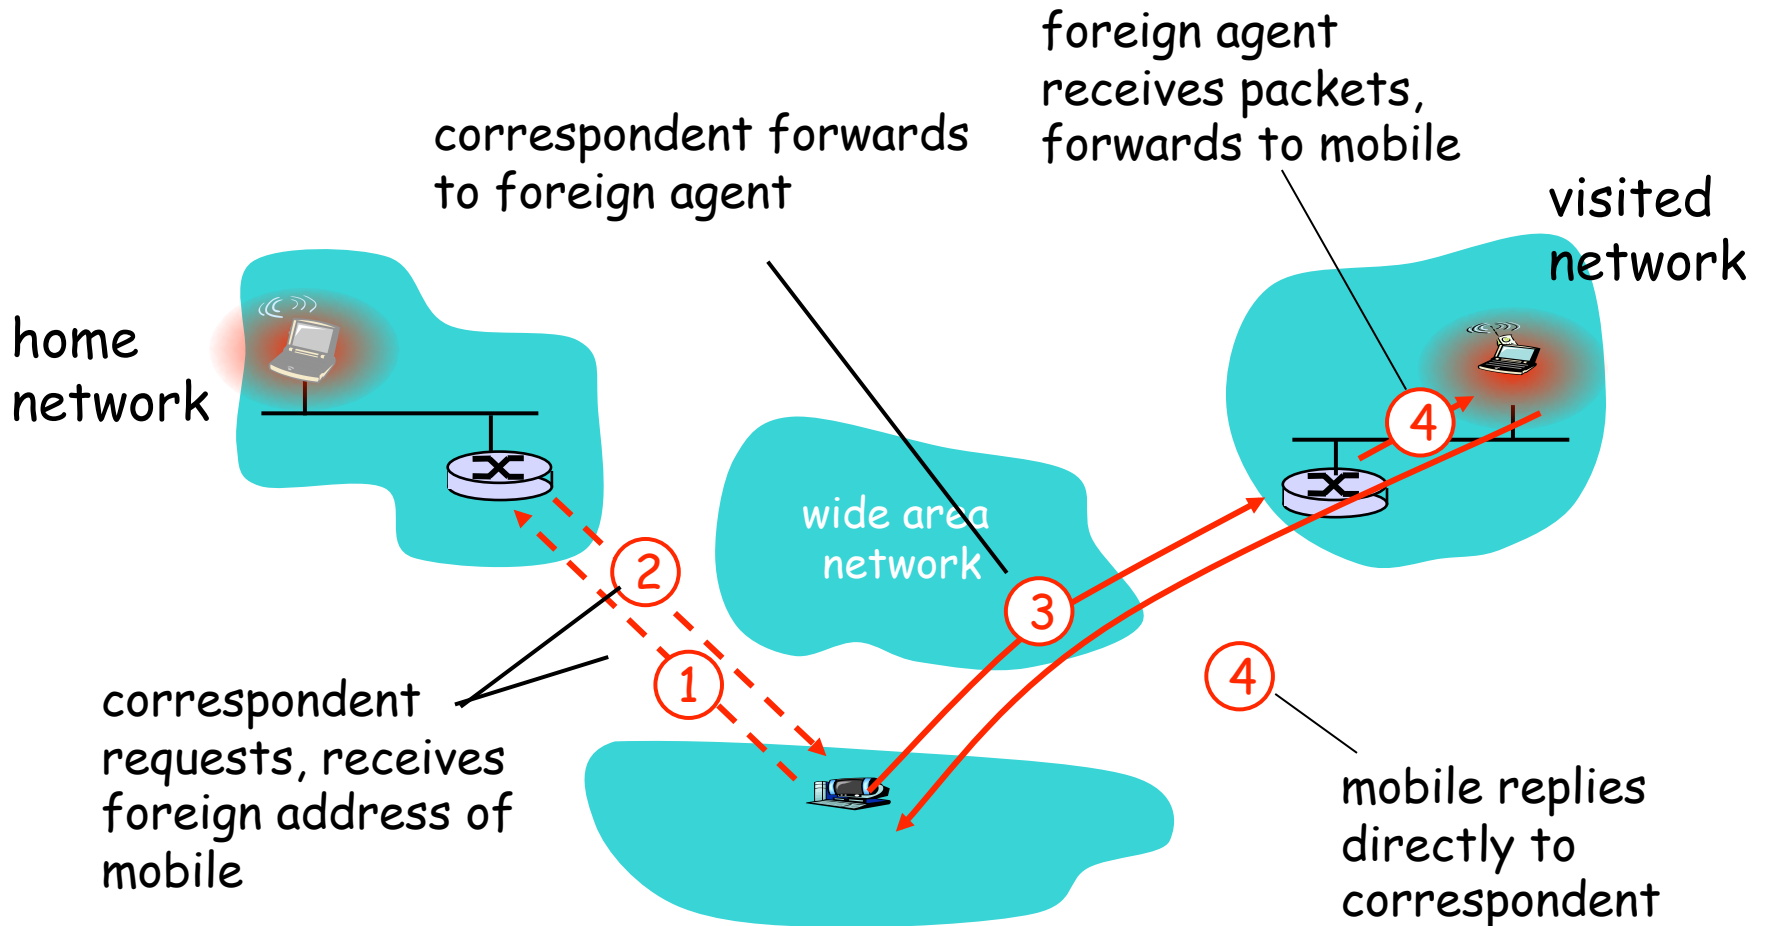 foreign agent
receives packets,
forwards to mobile
correspondent forwards
to foreign agent
visited
network
home
network
4
wide area
network
2
3
1
4
correspondent
requests, receives
foreign address of
mobile
mobile replies
directly to
correspondent